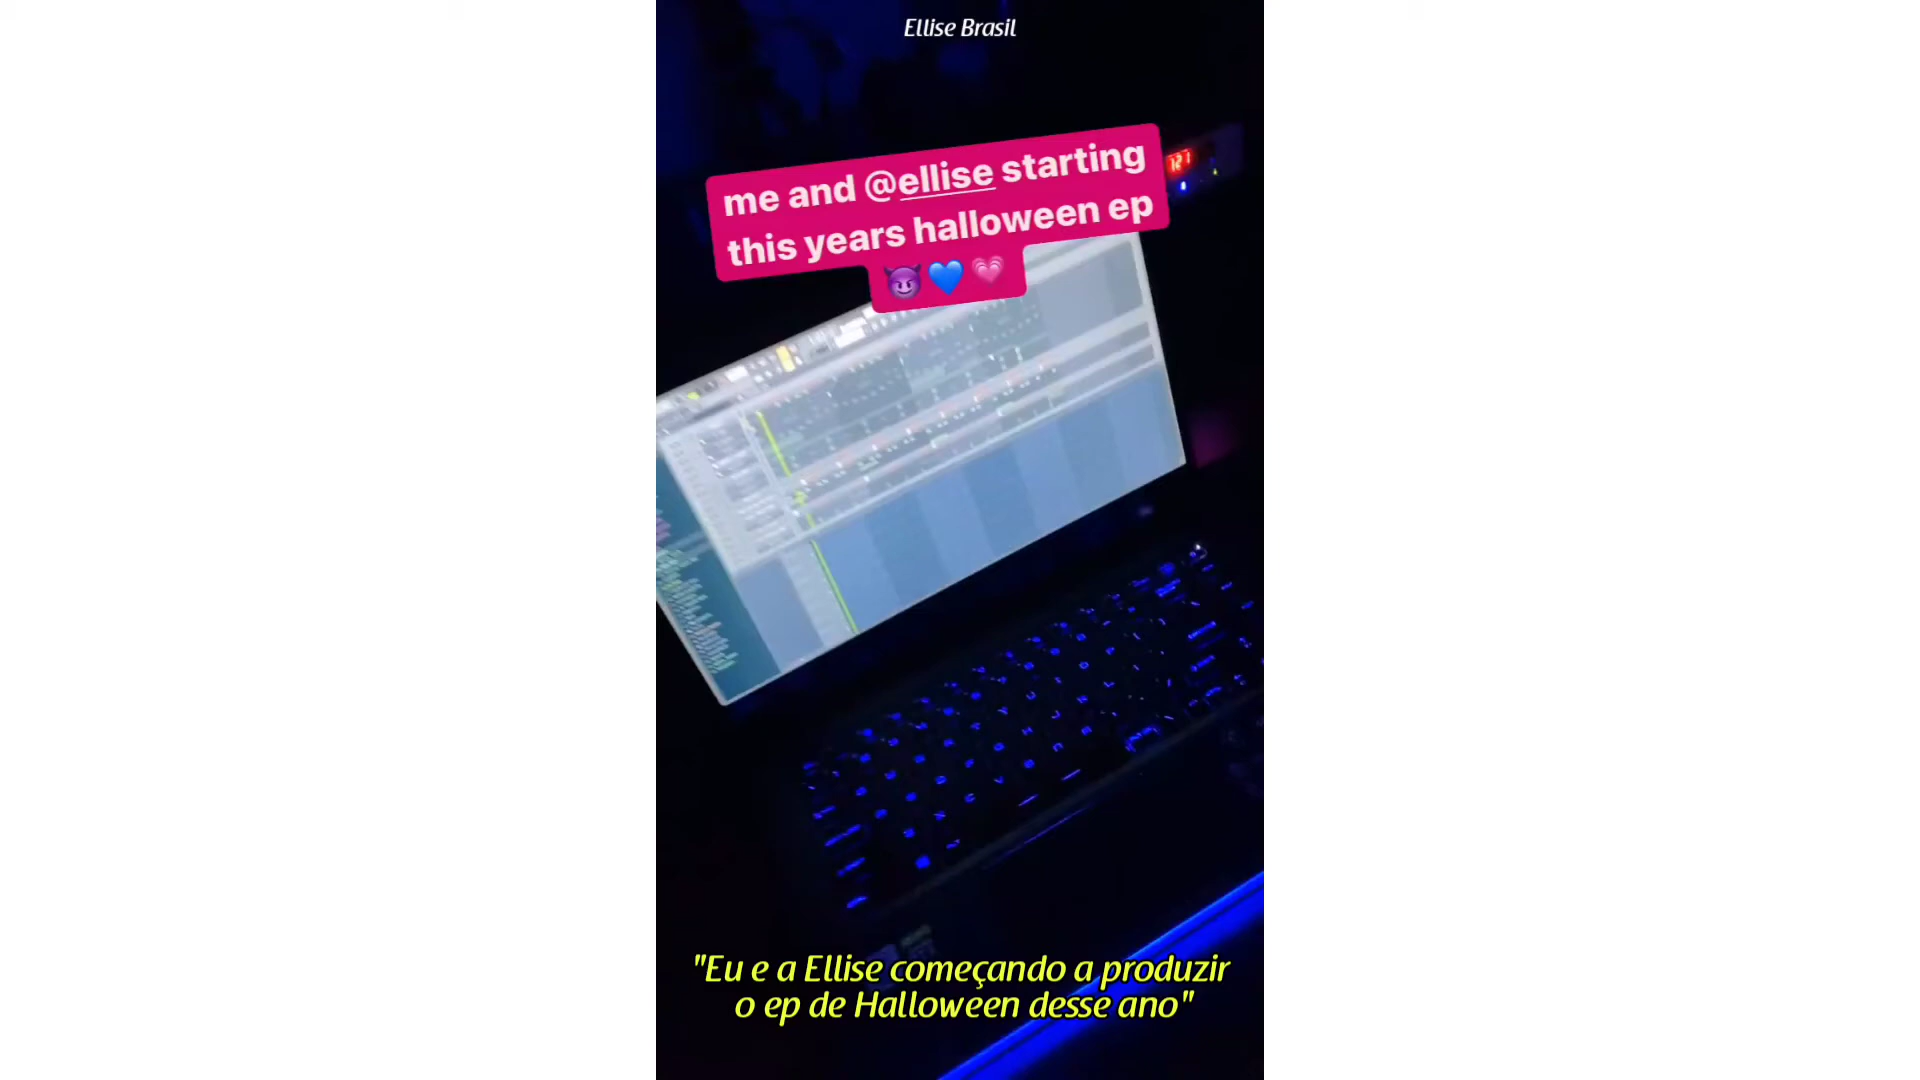 Ellise Brasil
me and @ellise starting
this years halloween ep
😈💙💗
127
"Eu e a Ellise começando a produzir
o ep de Halloween desse ano"